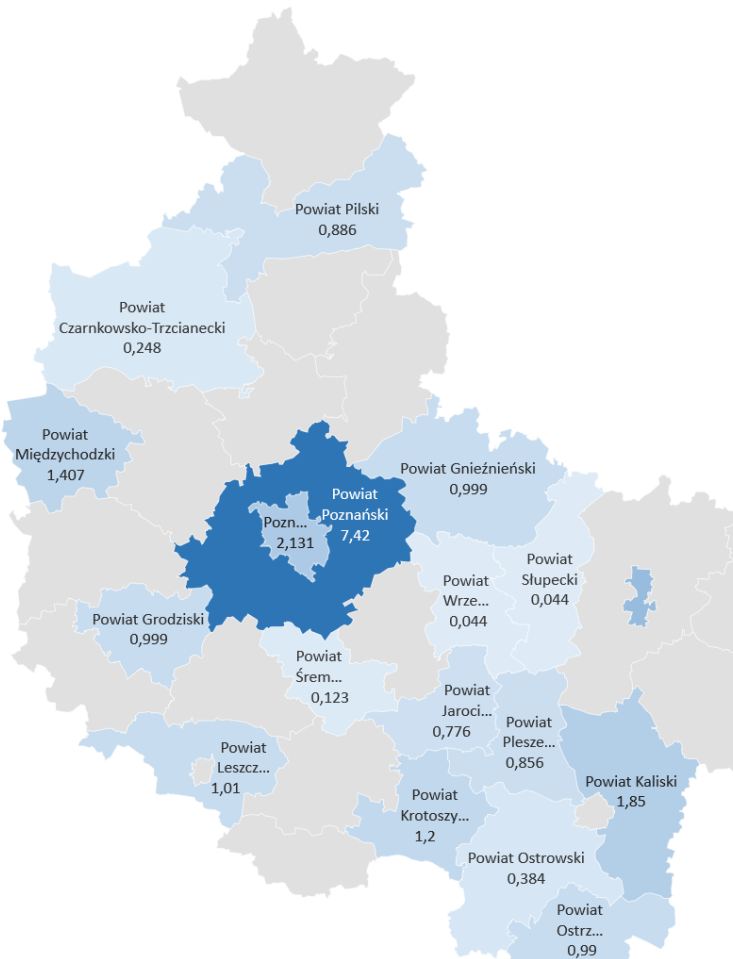 Powiat Pilski
0,886
Powiat
Czarnkowsko-Trzcianecki
0,248
Powiat
Międzychodzki
1,407
Powiat Gnieźnieński
0,999
Powiat
Poznański
7,42
Pozn...
2,131
Powiat
Słupecki
0,044
Powiat
Wrze...
0,044
Powiat Grodziski
0,999
Powiat
Śrem...
0,123
Powiat
Jaroci...
0,776
Powiat
Plesze...
0,856
Powiat
Leszcz...
1,01
Powiat Kaliski
1,85
Powiat
Krotoszy...
1,2
Powiat Ostrowski
0,384
Powiat
Ostrz...
0,99